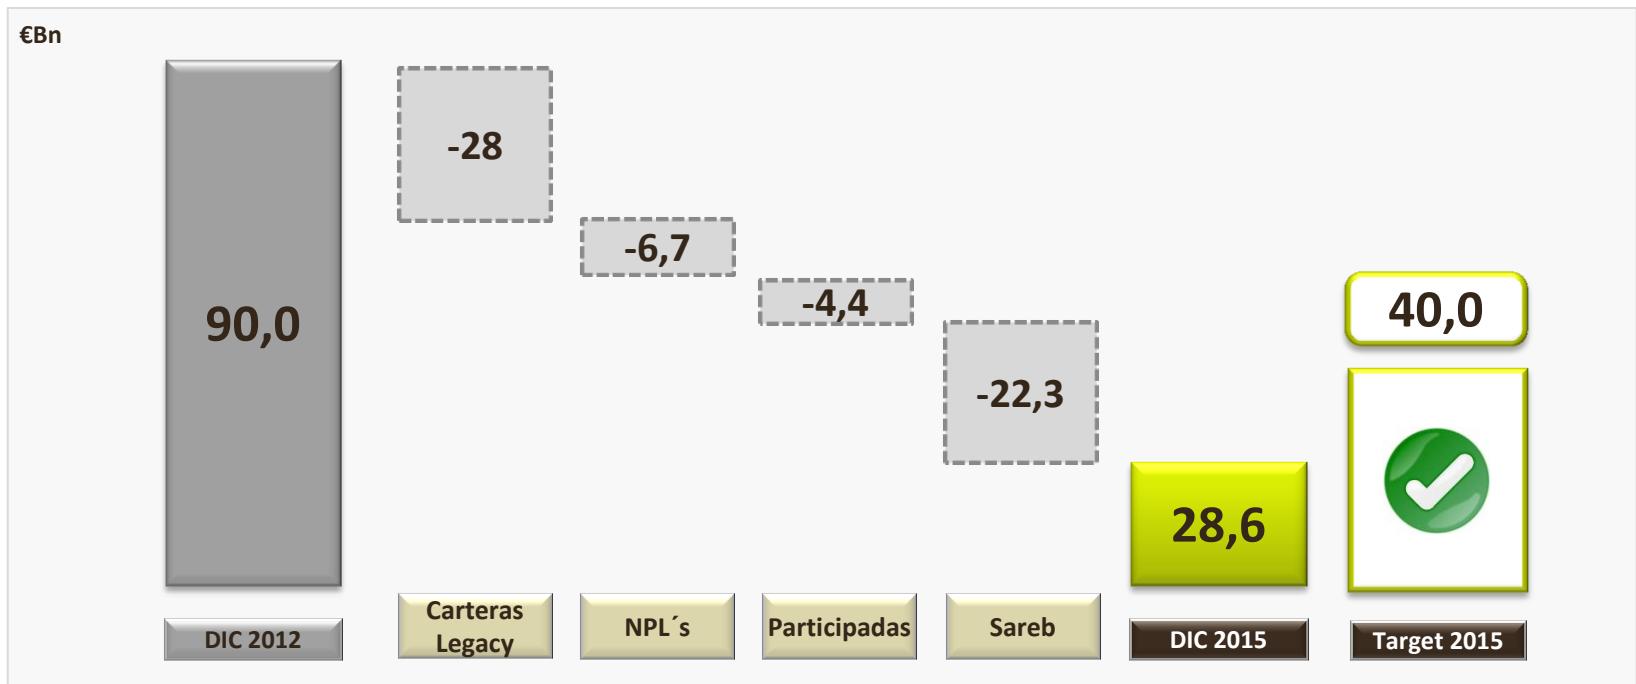 €Bn
90,0
-28
-6,7
-4,4
-22,3
28,6
40,0
DIC 2012
Carteras
Legacy
NPL´s
Participadas
Sareb
DIC 2015
Target 2015